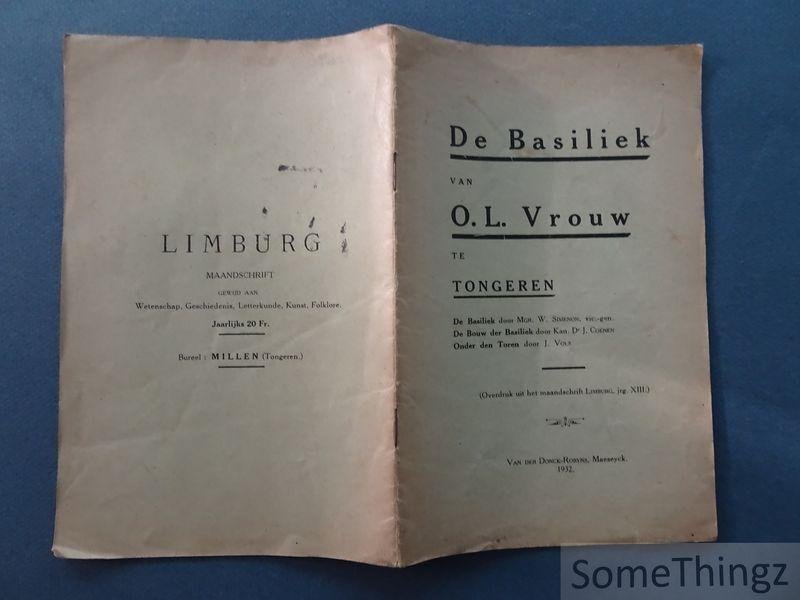 LIMBURG
MAANDSCHRIFT
GEWIJD AAN
Wetenschap, Geschiedenis, Letterkunde, Kunst, Folklore.
Jaarlijks 20 Fr.
Bureel : MILLEN (Tongeren.)
De Basiliek
VAN
O. L. Vrouw
TE
TONGEREN
De Basiliek door Mgr. W. Simenon, vic.-gen.
De Bouw der Basiliek door Kan. Dr J. Coenen
Onder den Toren door J.
(Overdruk uit het maandschrift Limburg, jrg. XIII.)
Van der Donck-Robyns, Maeseyck.
1932.
SomeThingz